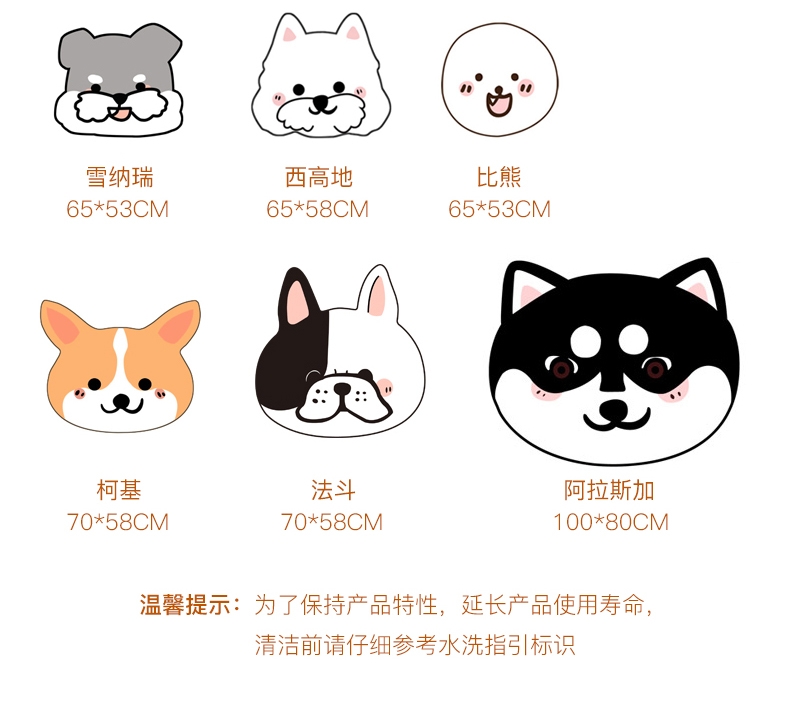 雪纳瑞
65*53CM
西高地
65*58CM
比熊
65*53CM
柯基
70*58CM
法斗
70*58CM
阿拉斯加
100*80CM
温馨提示：为了保持产品特性，延长产品使用寿命，
清洁前请仔细参考水洗指引标识